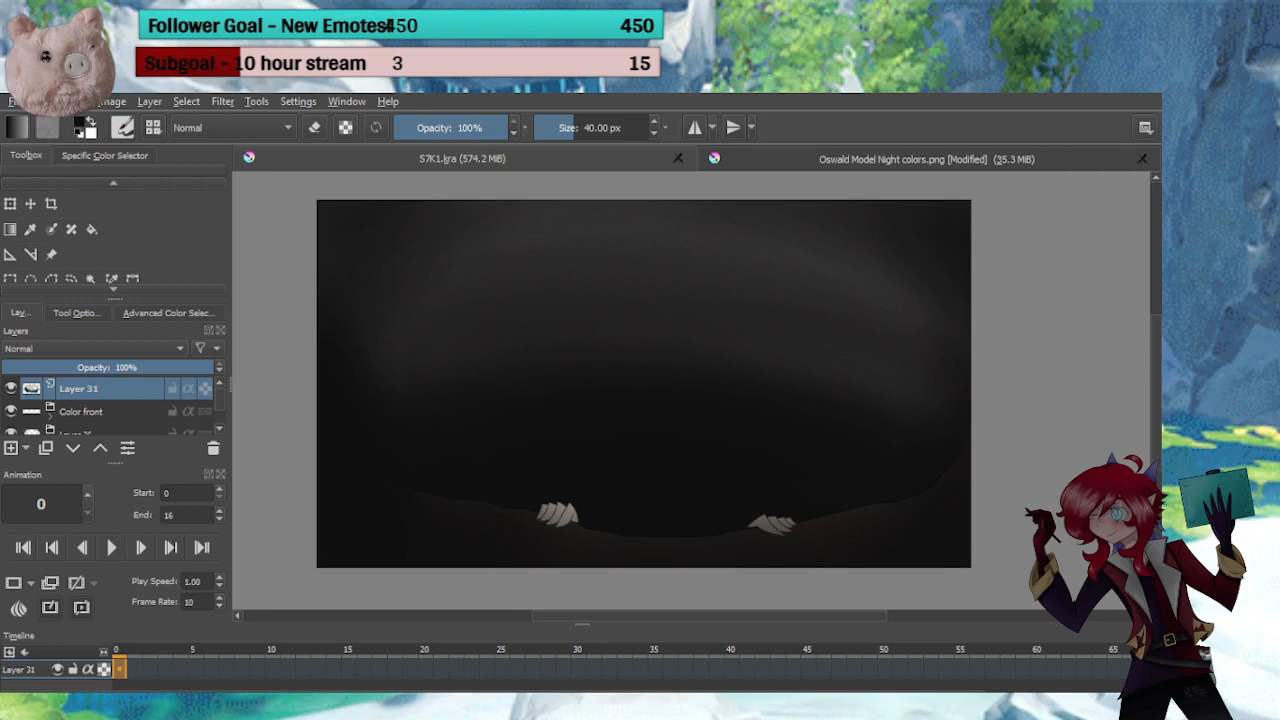 Follower Goal - New Emotes! 450 450
Subgoal - 10 hour stream 3 15
Layer Select Filter Tools Settings Window Help
Normal Opacity: 100% Size: 40.00 px
Toolbox Specific Color Selector S7K1.kra (574.2 MiB) Oswald Model Night colors.png [Modified] (35.3 MiB)
Lay... Tool Optio... Advanced Color Selec...
Layers
Normal
Opacity: 100%
Layer 31
Color front
Animation
0 Start: 0
End: 16
Play Speed: 1.00
Frame Rate: 10
Timeline
0 5 10 15 20 25 30 35 40 45 50 55 60 65
Layer 31